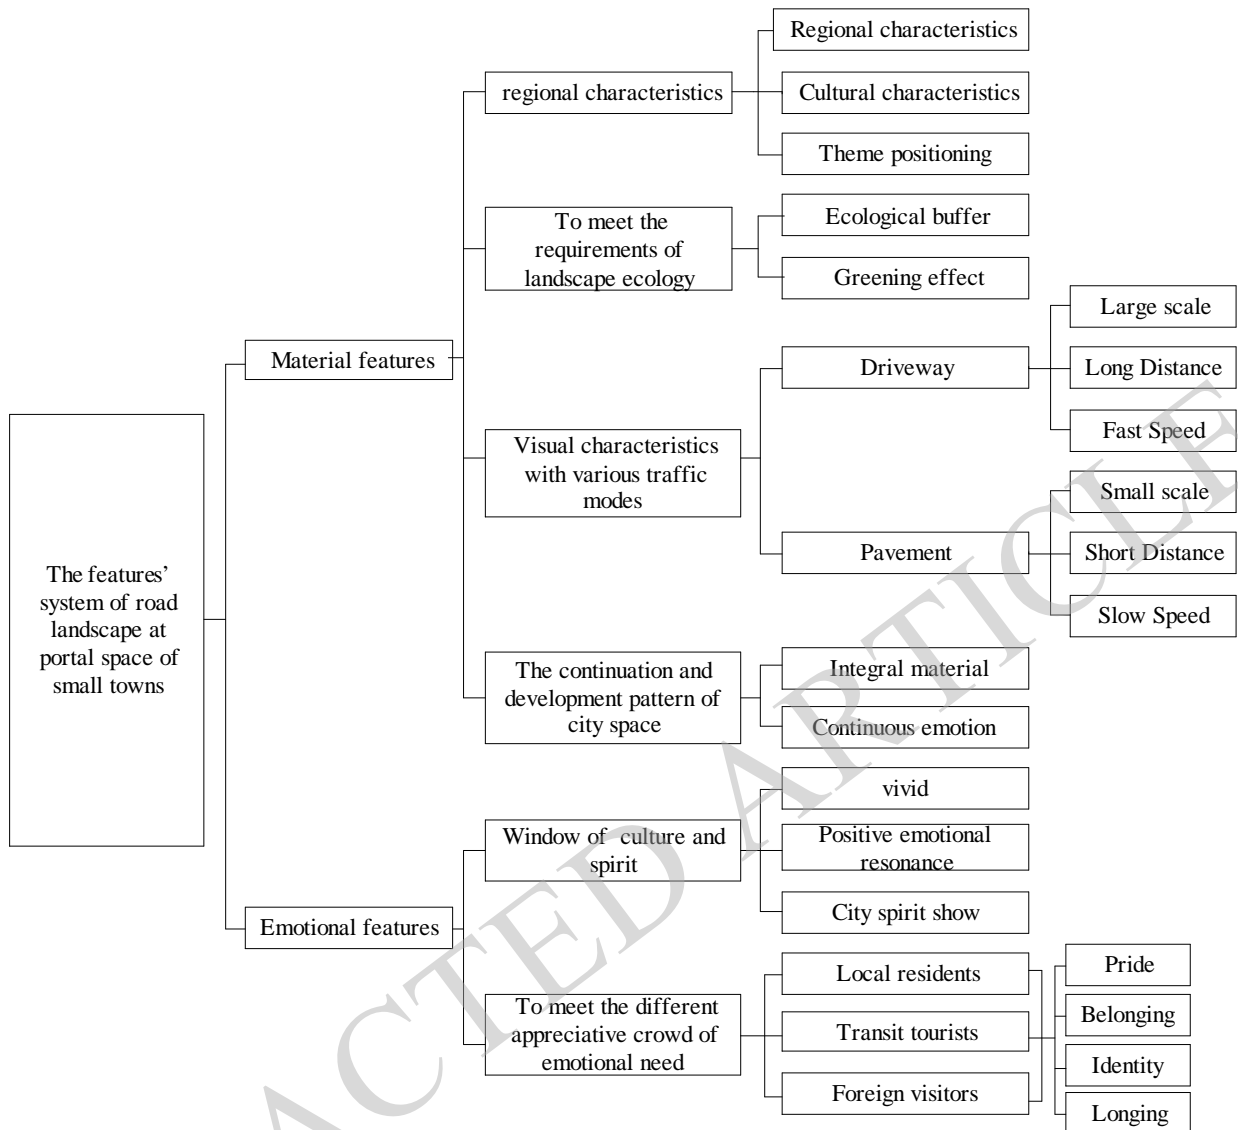 The features’
system of road
landscape at
portal space of
small towns
Material features
Emotional features
regional characteristics
To meet the
requirements of
landscape ecology
Visual characteristics
with various traffic
modes
The continuation and
development pattern of
city space
Window of culture and
spirit
To meet the different
appreciative crowd of
emotional need
Regional characteristics
Cultural characteristics
Theme positioning
Ecological buffer
Greening effect
Driveway
Pavement
Integral material
Continuous emotion
vivid
Positive emotional
resonance
City spirit show
Local residents
Transit tourists
Foreign visitors
Large scale
Long Distance
Fast Speed
Small scale
Short Distance
Slow Speed
Pride
Belonging
Identity
Longing
ACTED ARTICLE